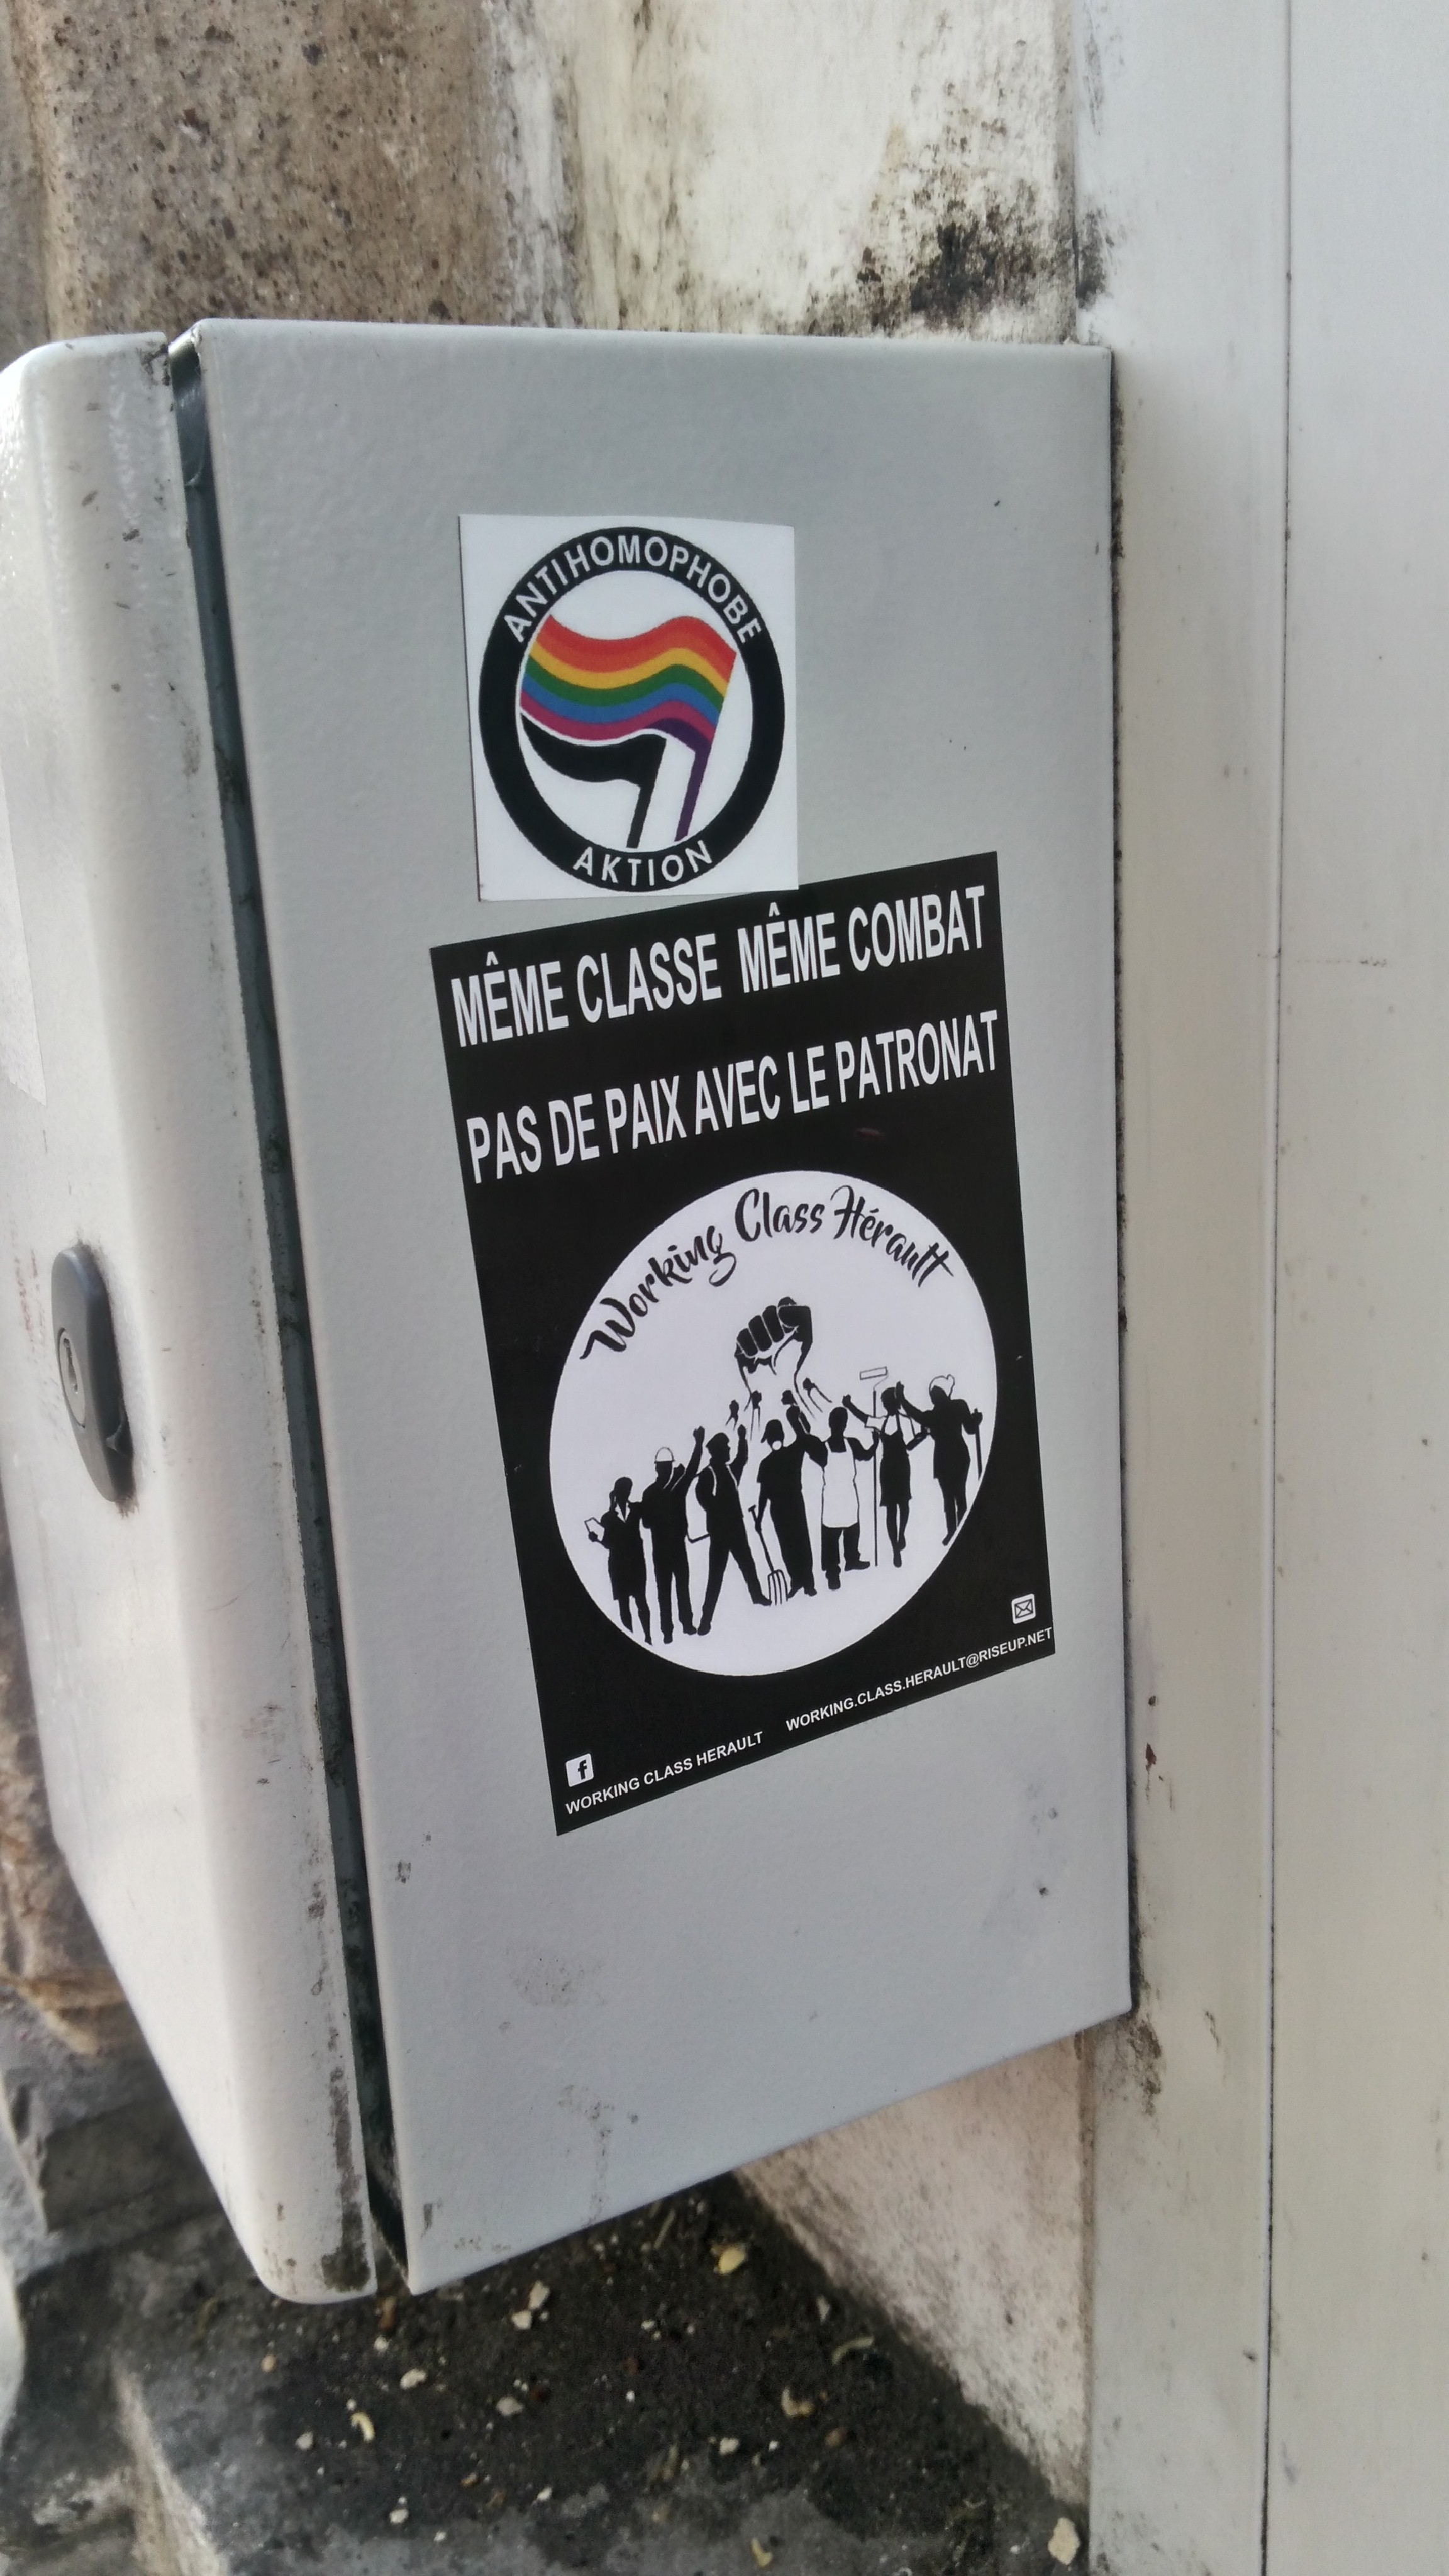 ANTIHOMOPHOBE
AKTION
MÊME CLASSE MÊME COMBAT
PAS DE PAIX AVEC LE PATRONAT
Working Class Hérault
WORKING CLASS HERAULT
WORKING.CLASS.HERAULT@RISEUP.NET